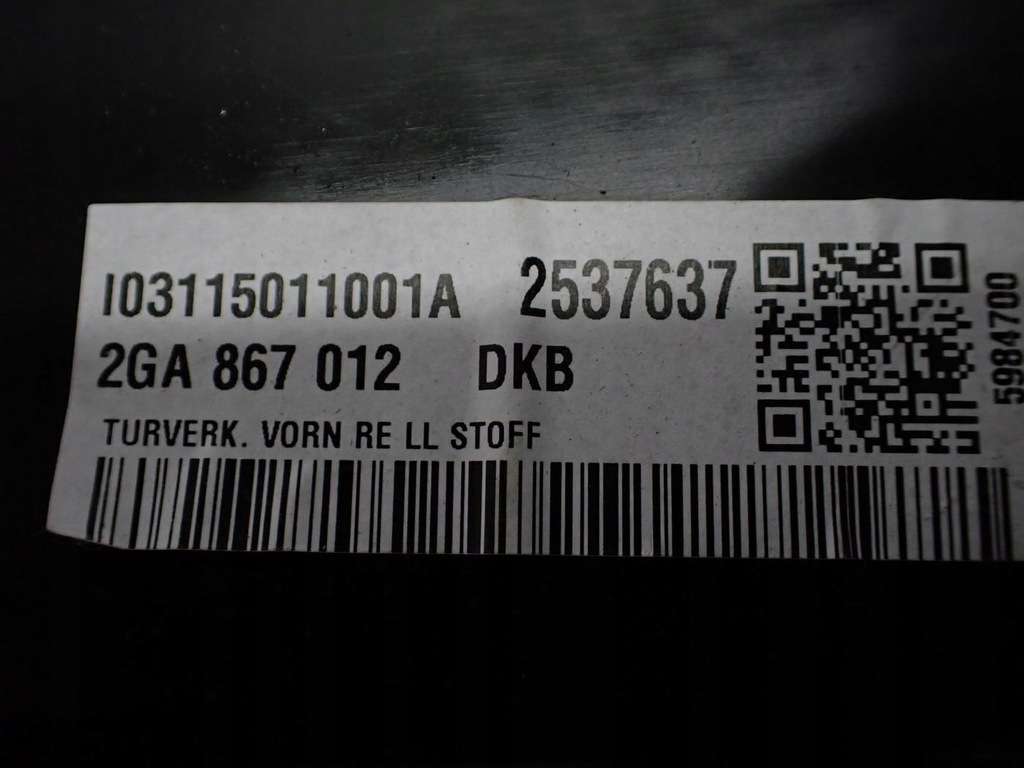 I03115011001A 2537637
2GA 867 012 DKB
TURVERK. VORN RE LL STOFF
5984700